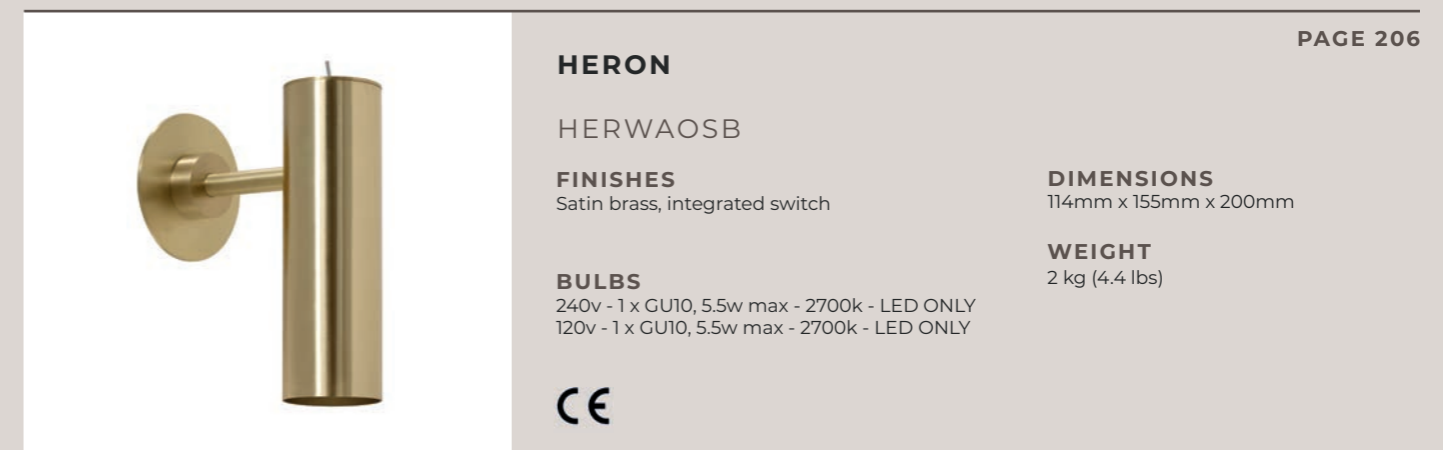 PAGE 206
HERON
HERWAOSB
FINISHES
Satin brass, integrated switch
DIMENSIONS
114mm x 155mm x 200mm
WEIGHT
2 kg (4.4 lbs)
BULBS
240v - 1 x GU10, 5.5w max - 2700k - LED ONLY
120v - 1 x GU10, 5.5w max - 2700k - LED ONLY
CE